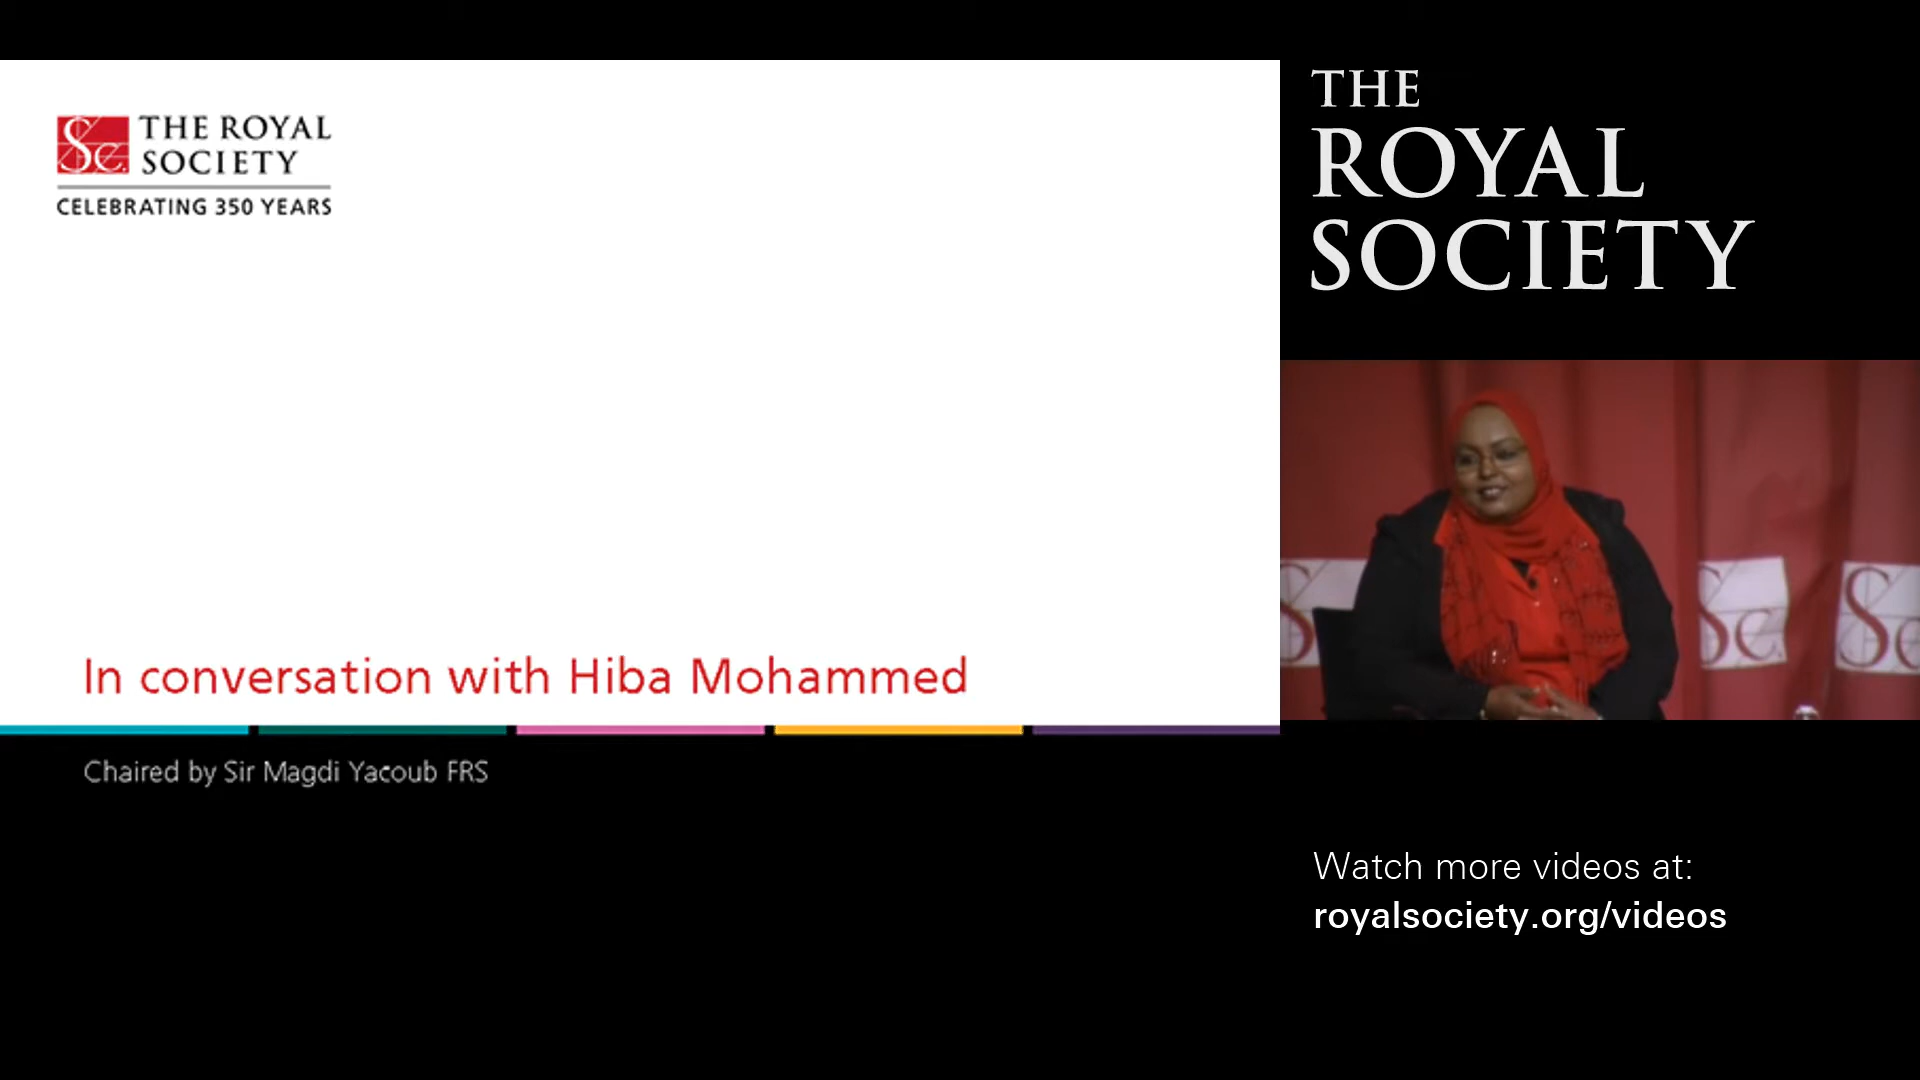 THE ROYAL
SOCIETY
CELEBRATING 350 YEARS
In conversation with Hiba Mohammed
Chaired by Sir Magdi Yacoub FRS
THE
ROYAL
SOCIETY
Watch more videos at:
royalsociety.org/videos